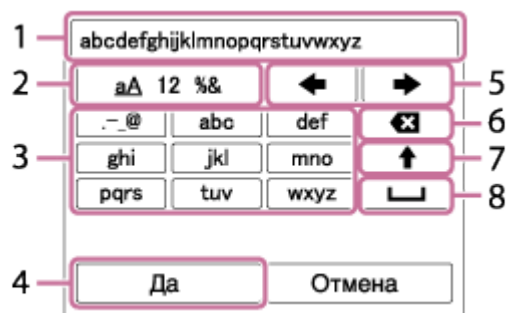 1 abcdefghijklmnopqrstuvwxyz
2 aA 12 %& 5
.-_@ abc def 6
3 ghi jkl mno 7
pqrs tuv wxyz 8
4 Да Отмена